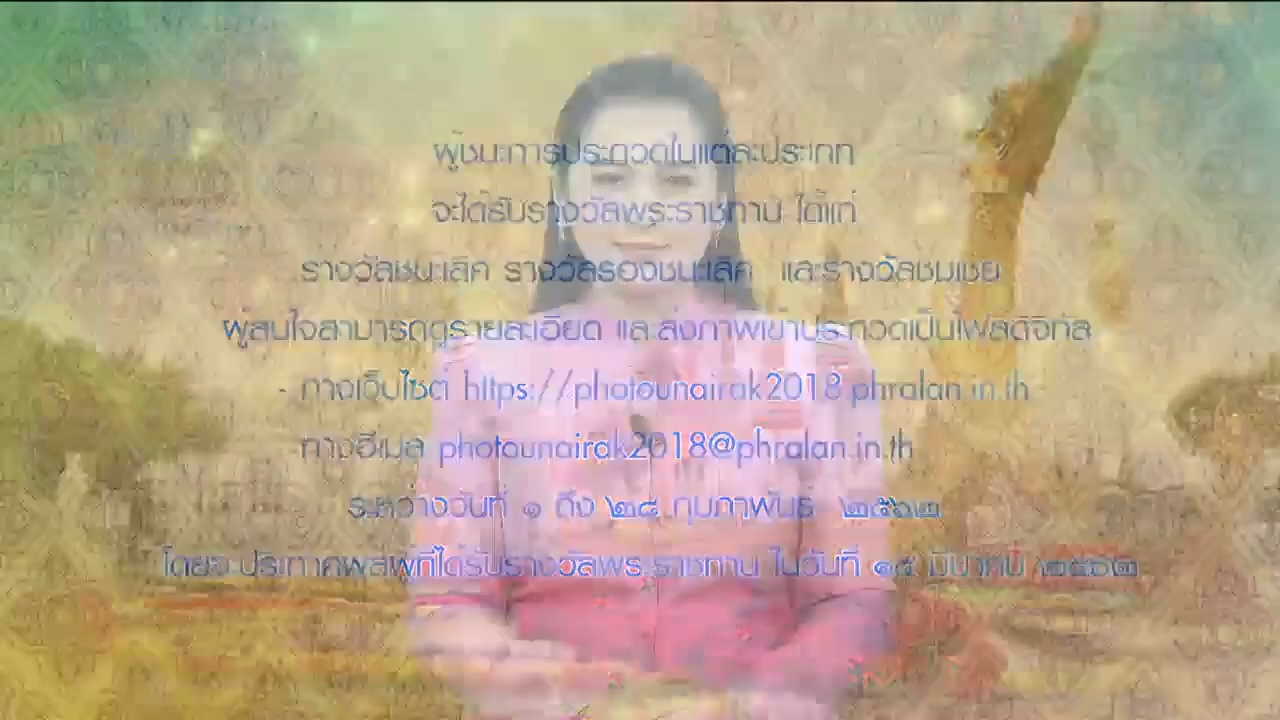 ผู้ชนะการประกวดในแต่ละประเภท
จะได้รับรางวัลพระราชทาน ได้แก่
รางวัลชนะเลิศ รางวัลรองชนะเลิศ และรางวัลชมเชย
ผู้สนใจสามารถดูรายละเอียด และส่งภาพเข้าประกวดเป็นไฟล์ดิจิทัล
- ทางเว็บไซต์ https://photounairak2018.phralan.in.th
ทางอีเมล photounairak2018@phralan.in.th
ระหว่างวันที่ ๑ ถึง ๒๘ กุมภาพันธ์ ๒๕๖๒
โดยจะประกาศผลผู้ที่ได้รับรางวัลพระราชทาน ในวันที่ ๑๕ มีนาคม ๒๕๖๒